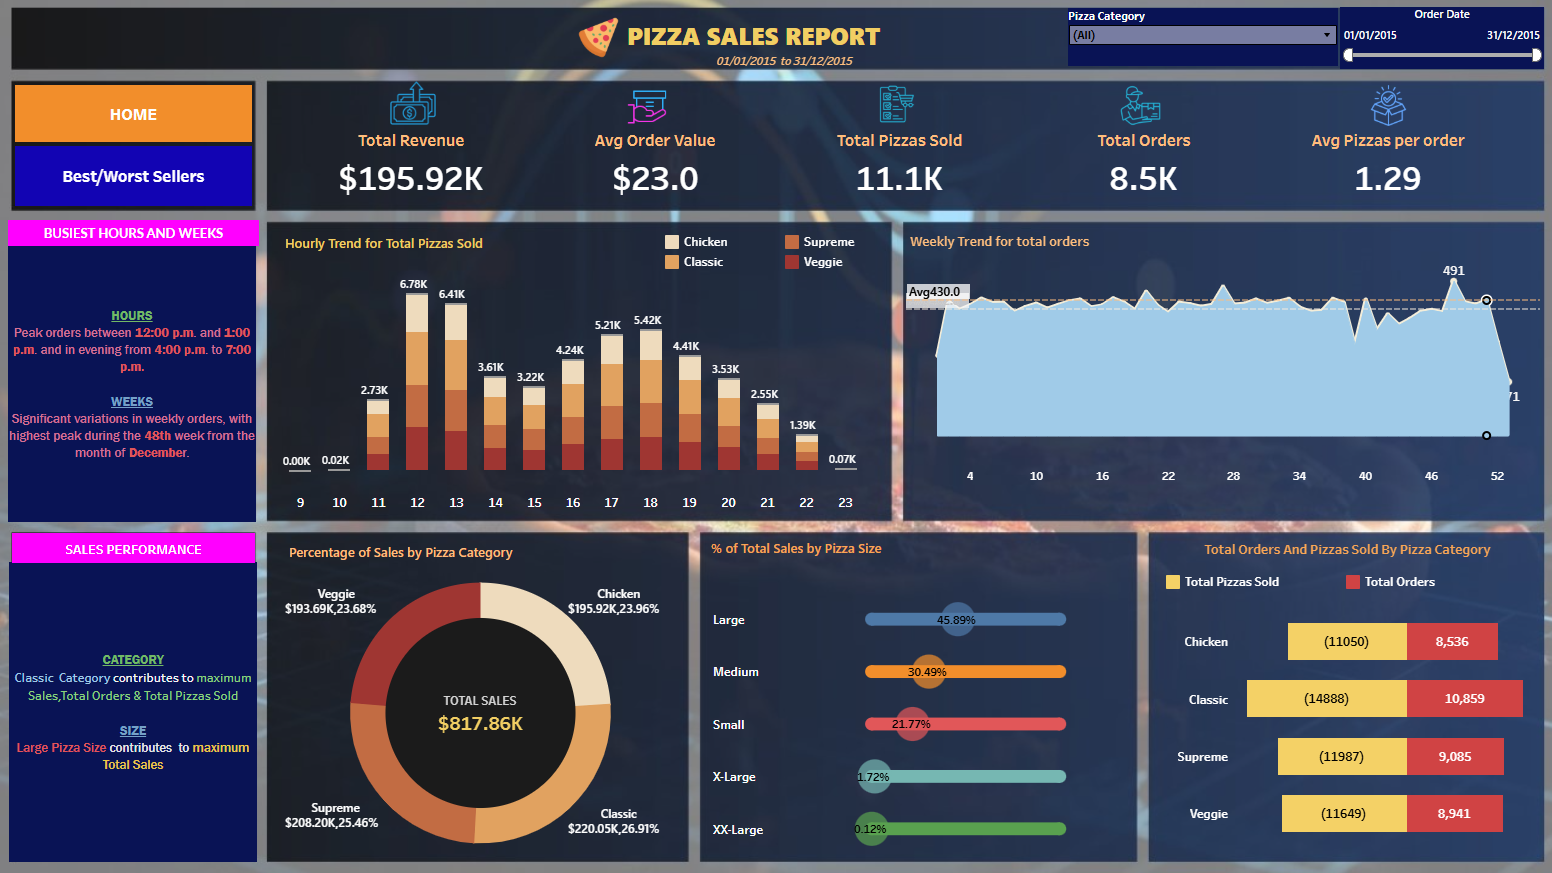 PIZZA SALES REPORT
01/01/2015 to 31/12/2015
Pizza Category
(All)
Order Date
01/01/2015 31/12/2015
HOME
Best/Worst Sellers
Total Revenue
$195.92K
Avg Order Value
$23.0
Total Pizzas Sold
11.1K
Total Orders
8.5K
Avg Pizzas per order
1.29
BUSIEST HOURS AND WEEKS
HOURS
Peak orders between 12:00 p.m. and 1:00
p.m. and in evening from 4:00 p.m. to 7:00
p.m.
WEEKS
Significant variations in weekly orders, with
highest peak during the 48th week from the
month of December.
Hourly Trend for Total Pizzas Sold
Chicken Supreme
Classic Veggie
0.00K 0.02K 2.73K 6.78K 6.41K 3.61K 3.22K 4.24K 5.21K 5.42K 4.41K 3.53K 2.55K 1.39K 0.07K
9 10 11 12 13 14 15 16 17 18 19 20 21 22 23
Weekly Trend for total orders
491
Avg430.0
71
4 10 16 22 28 34 40 46 52
SALES PERFORMANCE
CATEGORY
Classic Category contributes to maximum
Sales,Total Orders & Total Pizzas Sold
SIZE
Large Pizza Size contributes to maximum
Total Sales
Percentage of Sales by Pizza Category
Veggie
$193.69K,23.68%
Chicken
$195.92K,23.96%
TOTAL SALES
$817.86K
Supreme
$208.20K,25.46%
Classic
$220.05K,26.91%
% of Total Sales by Pizza Size
Large 45.89%
Medium 30.49%
Small 21.77%
X-Large 1.72%
XX-Large 0.12%
Total Orders And Pizzas Sold By Pizza Category
Total Pizzas Sold Total Orders
Chicken (11050) 8,536
Classic (14888) 10,859
Supreme (11987) 9,085
Veggie (11649) 8,941